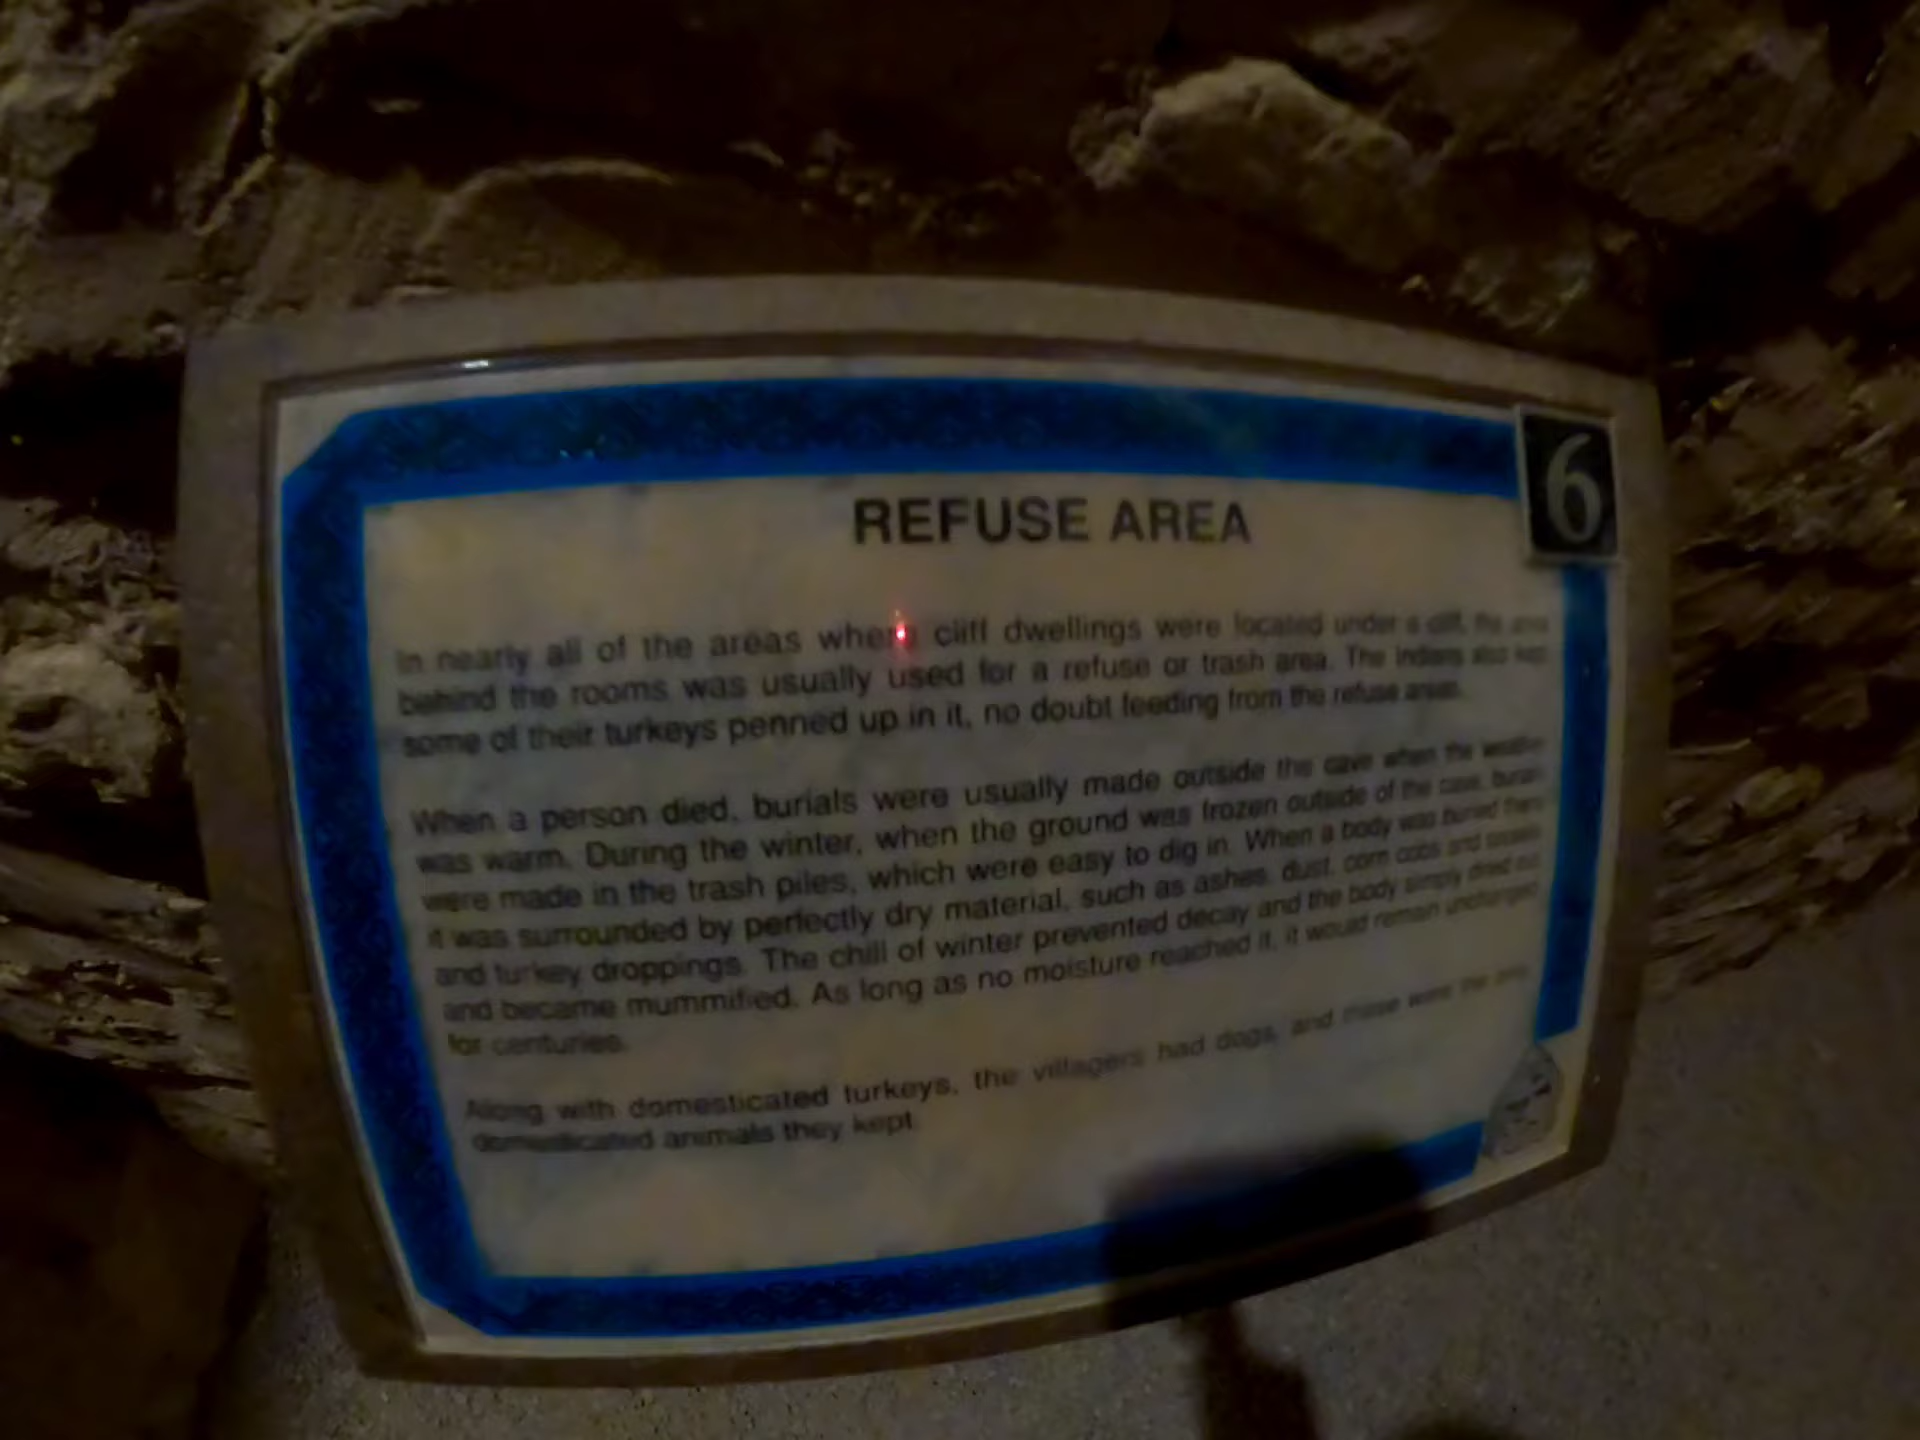 6
REFUSE AREA
In nearly all of the areas where cliff dwellings were located under a cliff, the area
behind the rooms was usually used for a refuse or trash area. The Indians also kept
some of their turkeys penned up in it, no doubt feeding from the refuse areas.
When a person died, burials were usually made outside the cave when the weather
was warm. During the winter, when the ground was frozen outside of the cave, burials
were made in the trash piles, which were easy to dig in. When a body was buried there
it was surrounded by perfectly dry material, such as ashes, dust, corn cobs and
and turkey droppings. The chill of winter prevented decay and the body simply dried out
and became mummified. As long as no moisture reached it, it would remain unchanged
for centuries.
Along with domesticated turkeys, the villagers had dogs, and these were the only
domesticated animals they kept.